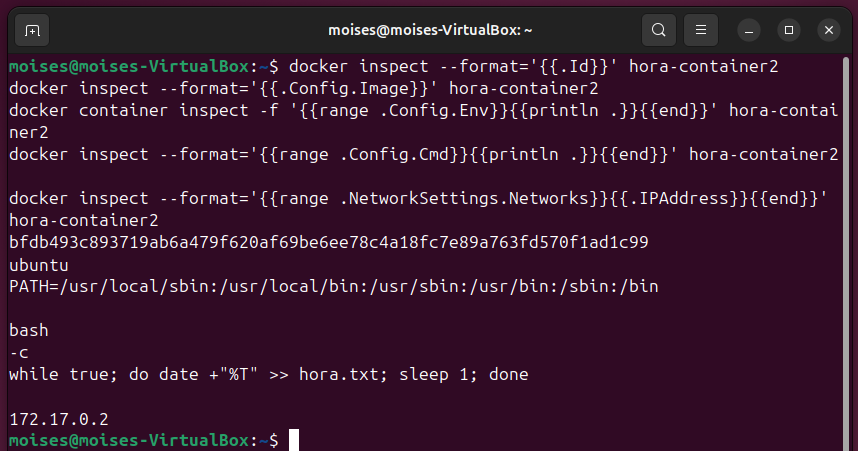 moises@moises-VirtualBox: ~
moises@moises-VirtualBox:~$ docker inspect --format='{{.Id}}' hora-container2
docker inspect --format='{{.Config.Image}}' hora-container2
docker container inspect -f '{{range .Config.Env}}{{println .}}{{end}}' hora-contai
ner2
docker inspect --format='{{range .Config.Cmd}}{{println .}}{{end}}' hora-container2
docker inspect --format='{{range .NetworkSettings.Networks}}{{.IPAddress}}{{end}}'
hora-container2
bfdb493c893719ab6a479f620af69be6ee78c4a18fc7e89a763fd570f1ad1c99
ubuntu
PATH=/usr/local/sbin:/usr/local/bin:/usr/sbin:/usr/bin:/sbin:/bin
bash
-c
while true; do date +"%T" >> hora.txt; sleep 1; done
172.17.0.2
moises@moises-VirtualBox:~$